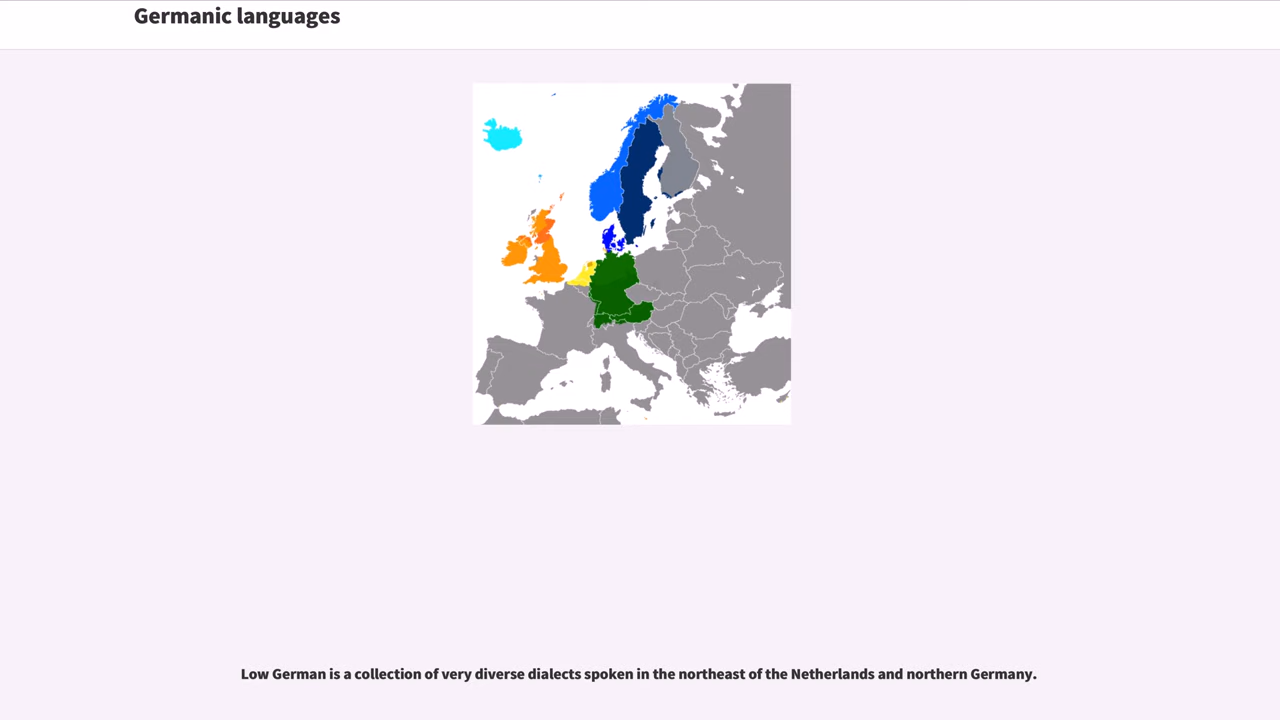 Germanic languages
Low German is a collection of very diverse dialects spoken in the northeast of the Netherlands and northern Germany.